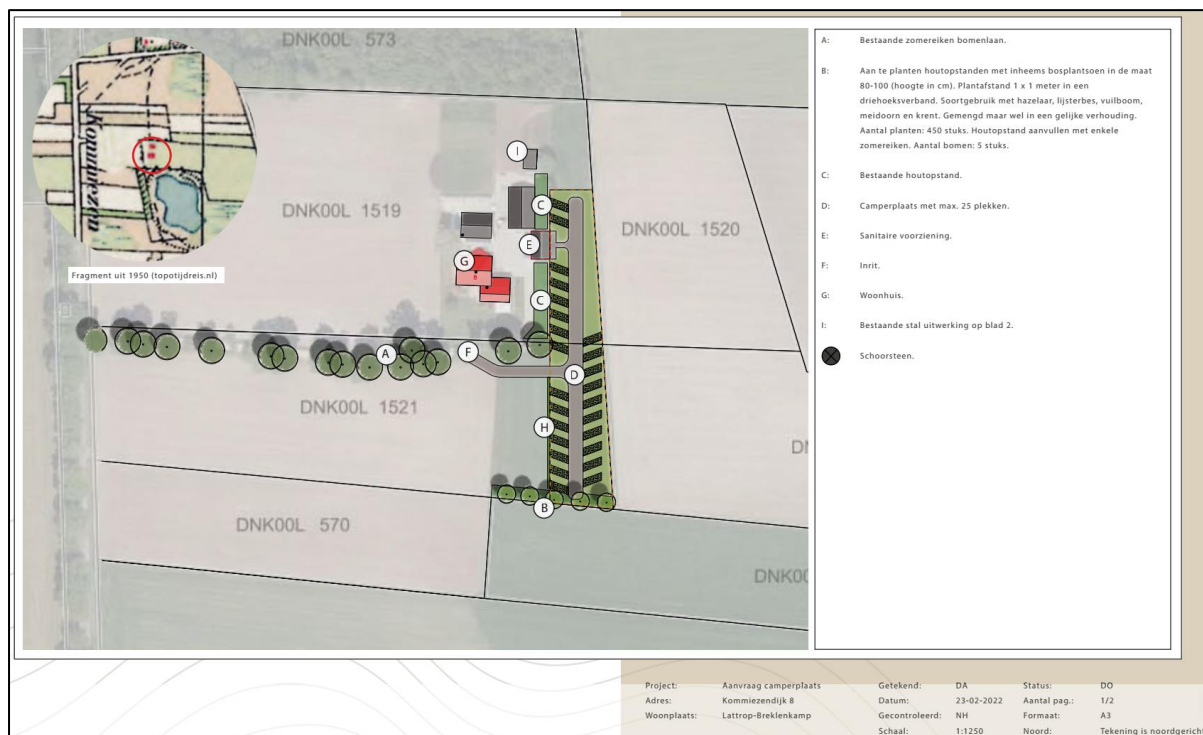 DNK00L 573
Kommiezen
DNK00L 1519
DNK00L 1520
Fragment uit 1950 (topotijdreis.nl)
I
C
E
G
C
A
F
D
DNK00L 1521
H
B
DNK00L 570
A: Bestaande zomereiken bomenlaan.
B: Aan te planten houtopstanden met inheems bosplantsoen in de maat
80-100 (hoogte in cm). Plantafstand 1 x 1 meter in een
driehoeksverband. Soortgebruik met hazelaar, lijsterbes, vuilboom,
meidoorn en krent. Gemengd maar wel in een gelijke verhouding.
Aantal planten: 450 stuks. Houtopstand aanvullen met enkele
zomereiken. Aantal bomen: 5 stuks.
C: Bestaande houtopstand.
D: Camperplaats met max. 25 plekken.
E: Sanitaire voorziening.
F: Inrit.
G: Woonhuis.
I: Bestaande stal uitwerking op blad 2.
Schoorsteen.
Project: Aanvraag camperplaats Getekend: DA Status: DO
Adres: Kommiezendijk 8 Datum: 23-02-2022 Aantal pag.: 1/2
Woonplaats: Lattrop-Breklenkamp Gecontroleerd: NH Formaat: A3
Schaal: 1:1250 Noord: Tekening is noordgericht